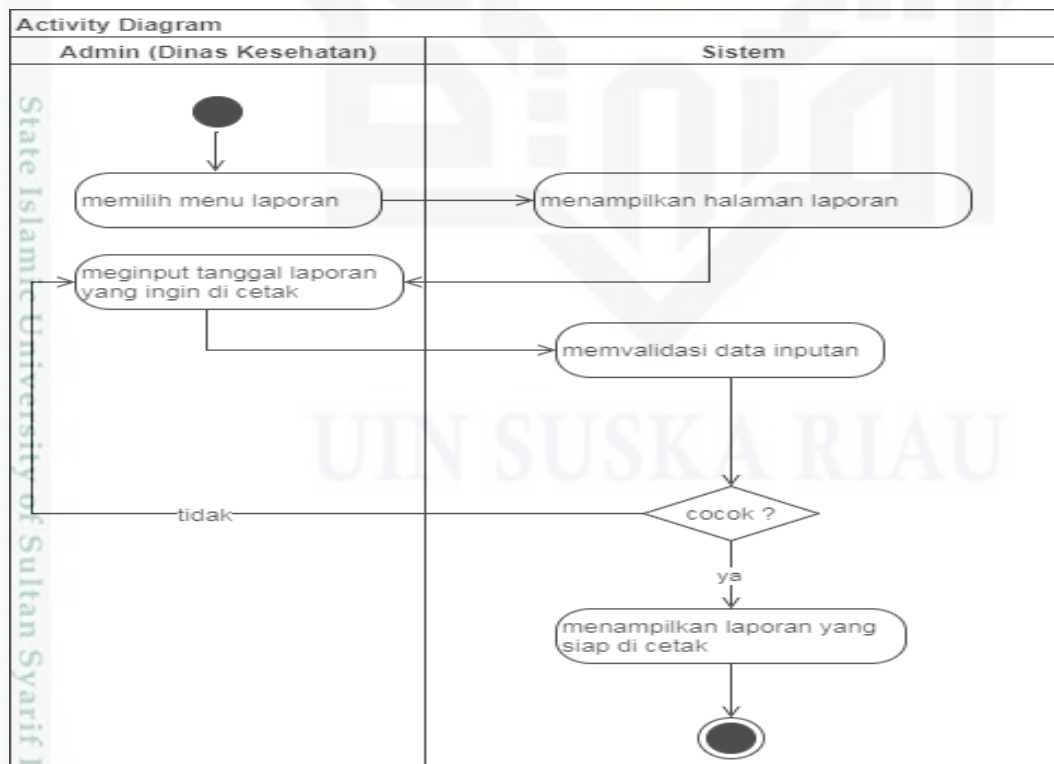 Activity Diagram
Admin (Dinas Kesehatan)
Sistem
memilih menu laporan
menampilkan halaman laporan
meginput tanggal laporan
yang ingin di cetak
memvalidasi data inputan
cocok ?
tidak
ya
menampilkan laporan yang
siap di cetak
UIN SUSKA RIAU
State Islamic University of Sultan Syarif